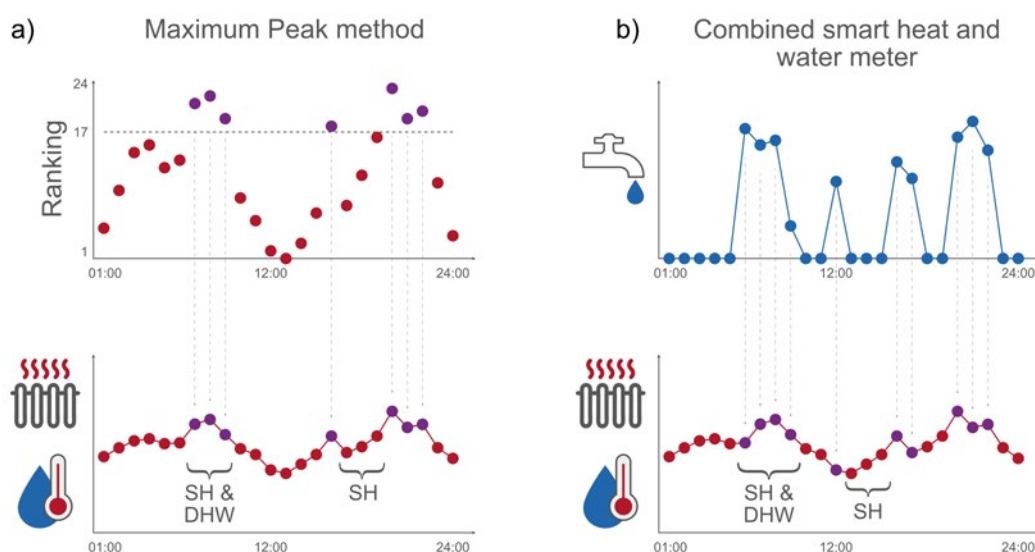 a)
Maximum Peak method
24
17
1
Ranking
01:00
12:00
24:00
SH &
DHW
SH
01:00
12:00
24:00
b)
Combined smart heat and
water meter
01:00
12:00
24:00
SH &
DHW
SH
01:00
12:00
24:00